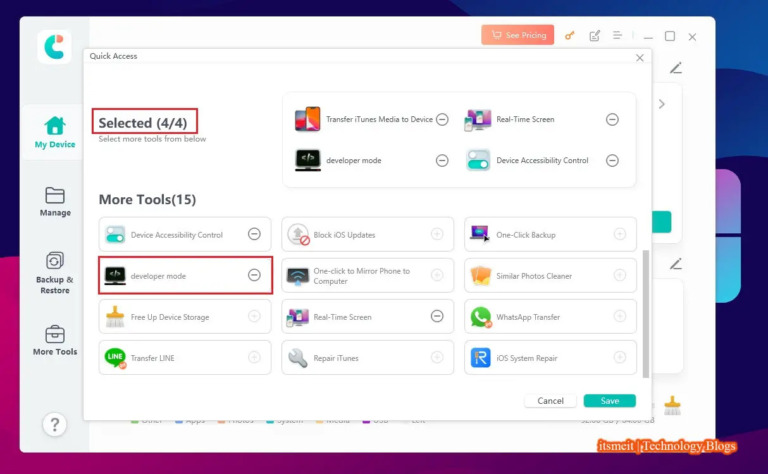 See Pricing
Quick Access
Selected (4/4)
Select more tools from below
Transfer iTunes Media to Device
Real-Time Screen
developer mode
Device Accessibility Control
My Device
Manage
Backup &
Restore
More Tools
More Tools(15)
Device Accessibility Control
Block iOS Updates
One-Click Backup
developer mode
One-click to Mirror Phone to
Computer
Similar Photos Cleaner
Free Up Device Storage
Real-Time Screen
WhatsApp Transfer
LINE
Transfer LINE
Repair iTunes
iOS System Repair
Cancel
Save
?
itsmeit | Technology Blogs